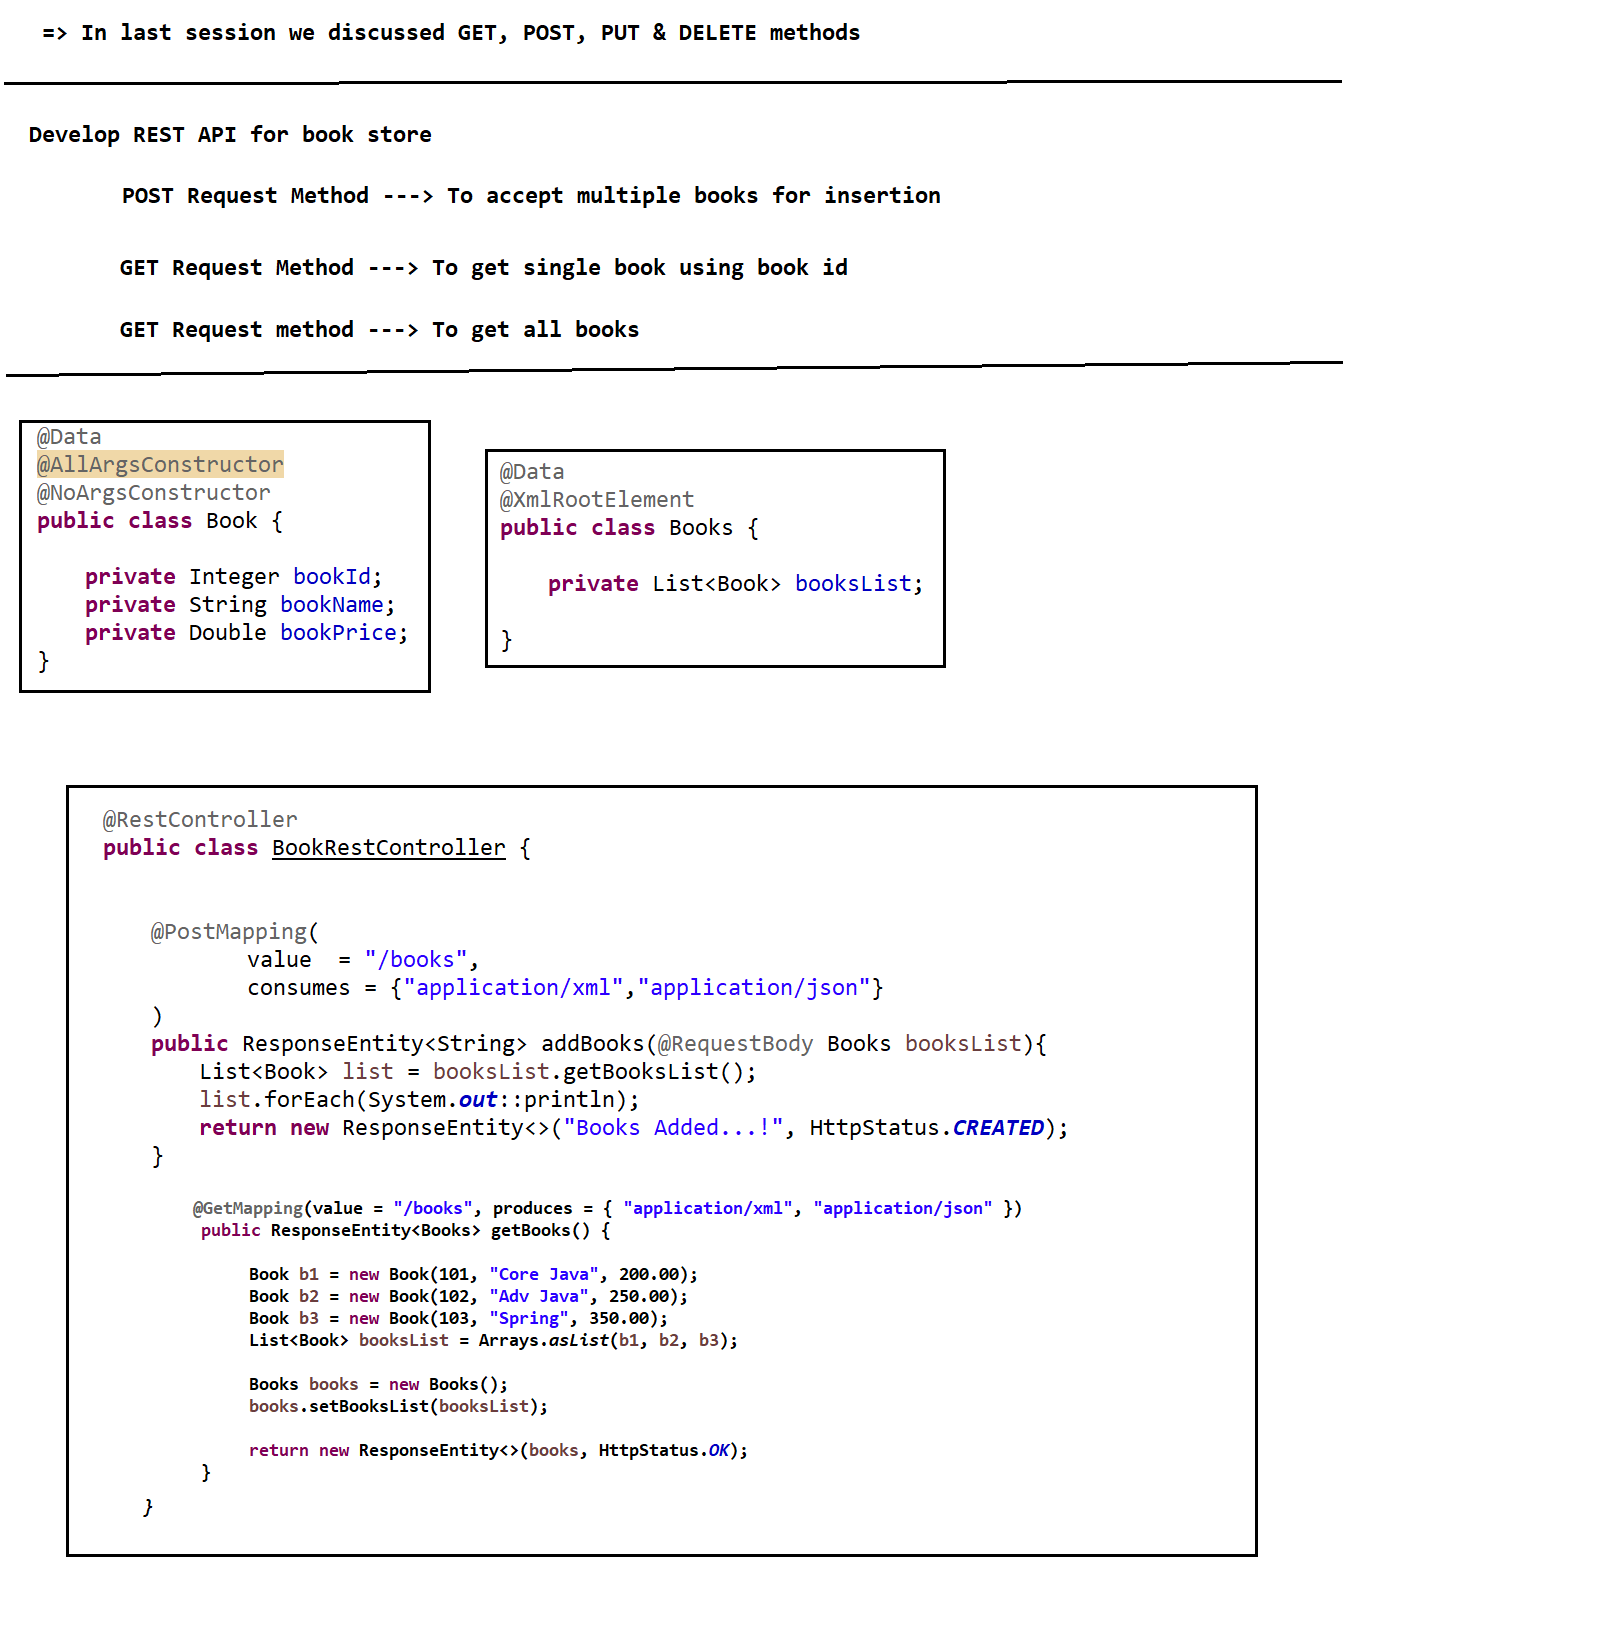 => In last session we discussed GET, POST, PUT & DELETE methods
Develop REST API for book store
POST Request Method ---> To accept multiple books for insertion
GET Request Method ---> To get single book using book id
GET Request method ---> To get all books
@Data
@AllArgsConstructor
@NoArgsConstructor
public class Book {
private Integer bookId;
private String bookName;
private Double bookPrice;
}
@Data
@XmlRootElement
public class Books {
private List<Book> booksList;
}
@RestController
public class BookRestController {
@PostMapping(
value  = "/books",
consumes = {"application/xml","application/json"}
)
public ResponseEntity<String> addBooks(@RequestBody Books booksList){
List<Book> list = booksList.getBooksList();
list.forEach(System.out::println);
return new ResponseEntity<>("Books Added...!", HttpStatus.CREATED);
}
@GetMapping(value = "/books", produces = { "application/xml", "application/json" })
public ResponseEntity<Books> getBooks() {
Book b1 = new Book(101, "Core Java", 200.00);
Book b2 = new Book(102, "Adv Java", 250.00);
Book b3 = new Book(103, "Spring", 350.00);
List<Book> booksList = Arrays.asList(b1, b2, b3);
Books books = new Books();
books.setBooksList(booksList);
return new ResponseEntity<>(books, HttpStatus.OK);
}
}